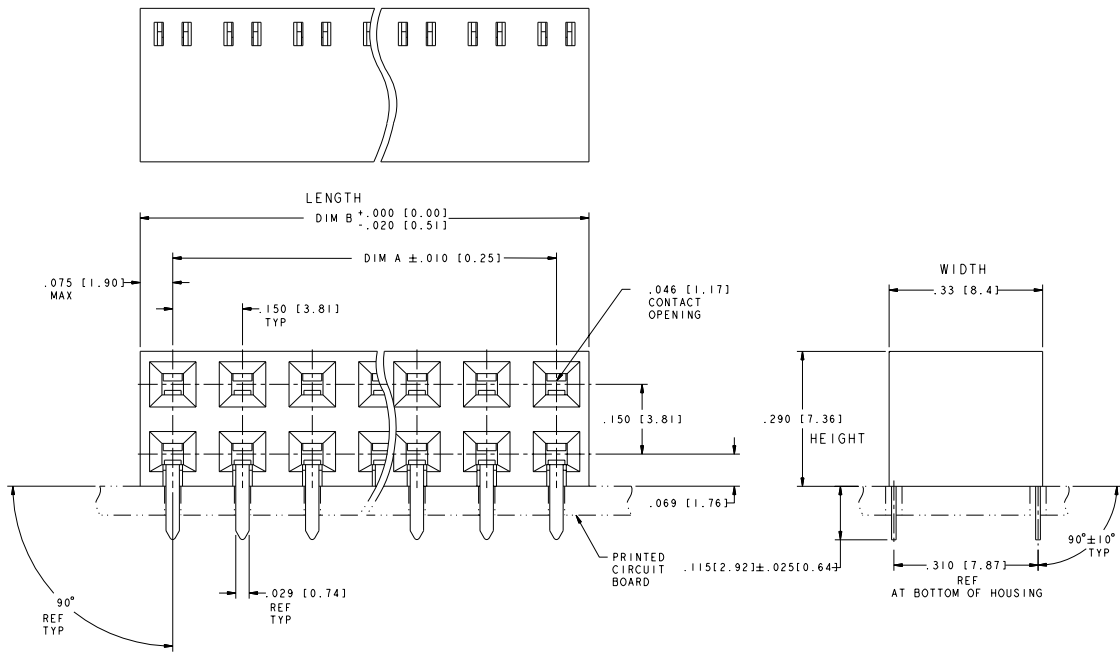 LENGTH
DIM B +.000 [0.00]
-.020 [0.51]
DIM A ±.010 [0.25]
.075 [1.90]
MAX
.150 [3.81]
TYP
.046 [1.17]
CONTACT
OPENING
WIDTH
.33 [8.4]
.150 [3.81]
.290 [7.36]
HEIGHT
.069 [1.76]
PRINTED
CIRCUIT
BOARD
.115[2.92]±.025[0.64]
90°±10°
TYP
.310 [7.87]
REF
AT BOTTOM OF HOUSING
.029 [0.74]
REF
TYP
90°
REF
TYP